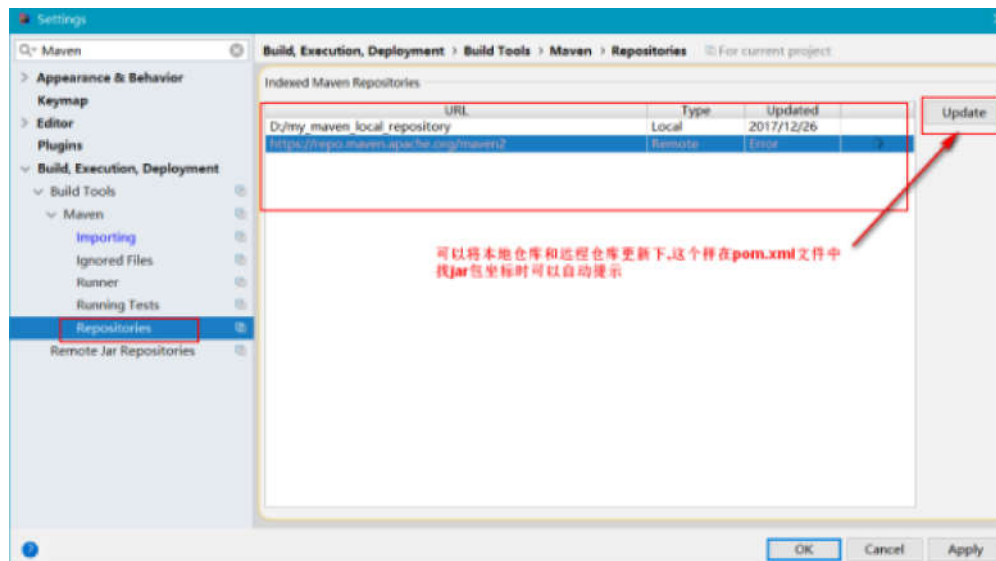 Settings
Maven
Build, Execution, Deployment > Build Tools > Maven > Repositories For current project
Appearance & Behavior
Keymap
Editor
Plugins
Build, Execution, Deployment
Build Tools
Maven
Importing
Ignored Files
Runner
Running Tests
Repositories
Remote Jar Repositories
Indexed Maven Repositories
URL Type Updated
D:/my_maven_local_repository Local 2017/12/26
https://repo.maven.apache.org/maven2 Remote Error
Update
可以将本地仓库和远程仓库更新下,这个样在pom.xml文件中
找jar包坐标时可以自动提示
? OK Cancel Apply